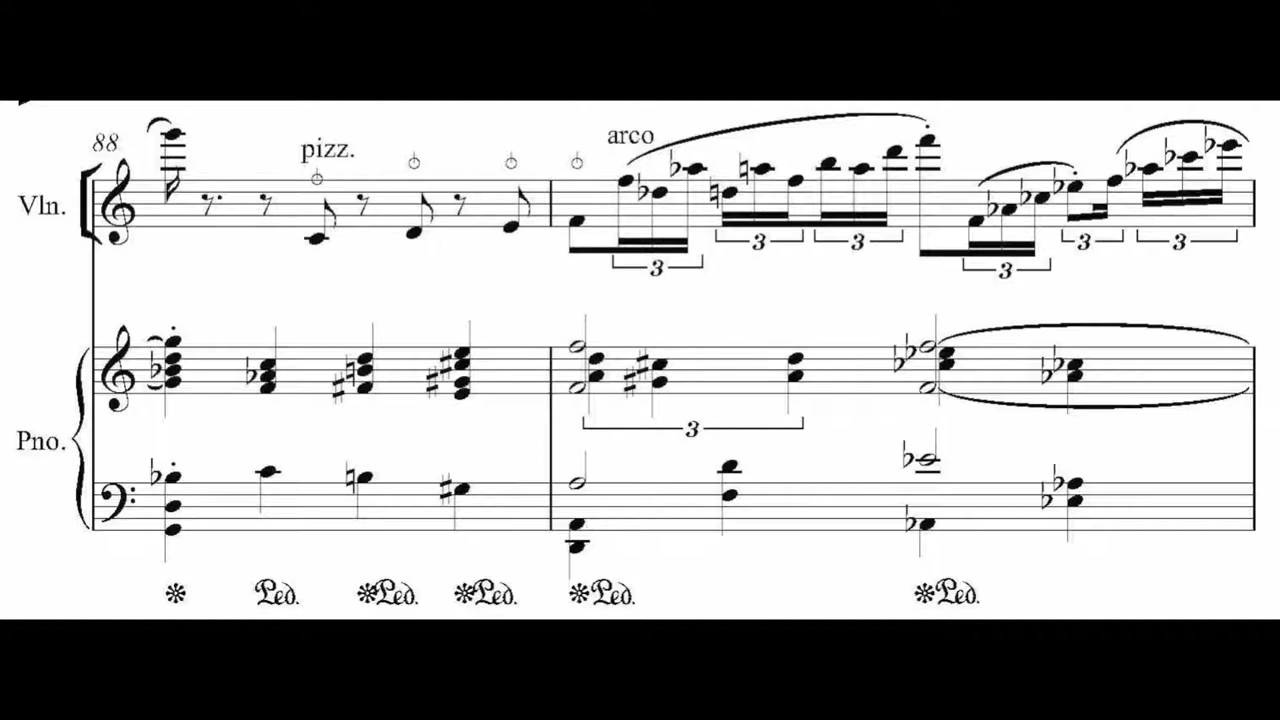 88
pizz.
arco
Vln.
3 3 3 3 3 3
3
Pno.
Ped. Ped. Ped. Ped. Ped.